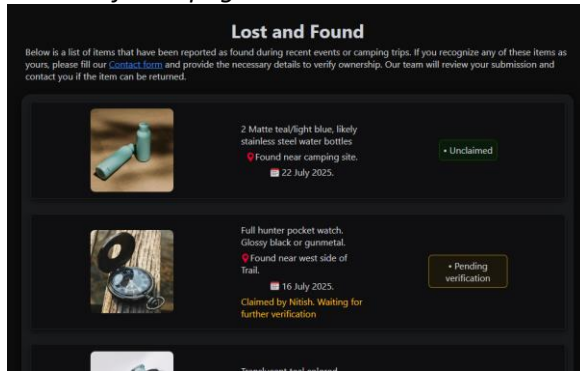 Lost and Found
Below is a list of items that have been reported as found during recent events or camping trips. If you recognize any of these items as
yours, please fill our Contact form and provide the necessary details to verify ownership. Our team will review your submission and
contact you if the item can be returned.
2 Matte teal/light blue, likely
stainless steel water bottles
📍Found near camping site.
📅 22 July 2025.
• Unclaimed
Full hunter pocket watch.
Glossy black or gunmetal.
📍Found near west side of
Trail.
📅 16 July 2025.
Claimed by Nitish. Waiting for
further verification
• Pending
verification